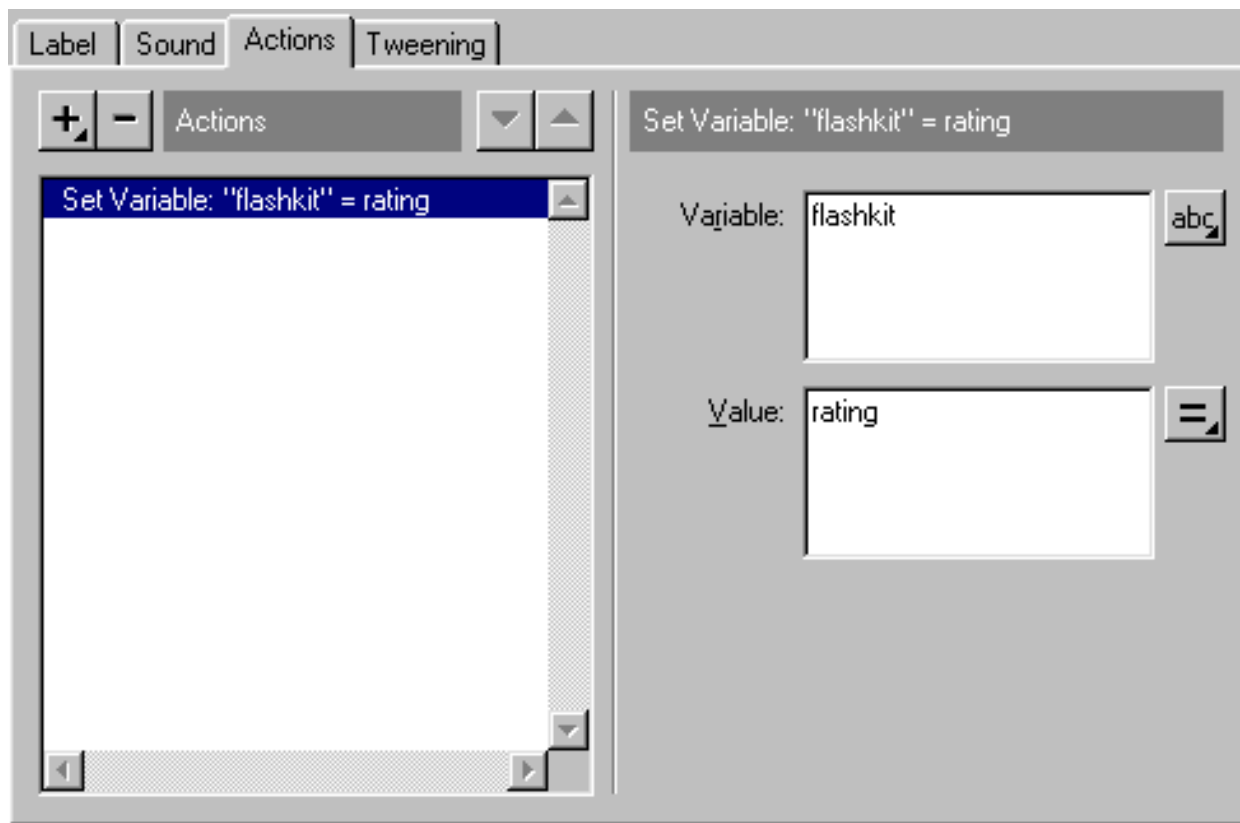 Label Sound Actions Tweening
+ - Actions
Set Variable: "flashkit" = rating
Set Variable: "flashkit" = rating
Variable: flashkit abc
Value: rating =